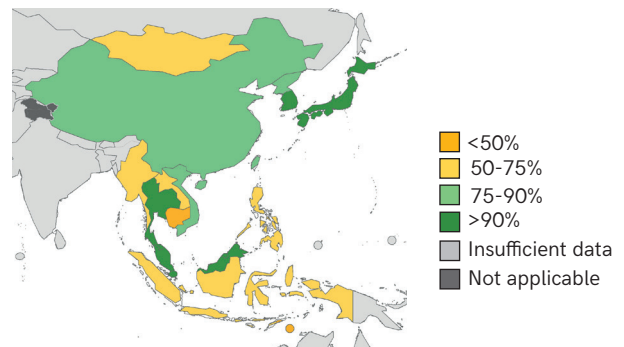 <50%
50-75%
75-90%
>90%
Insufficient data
Not applicable